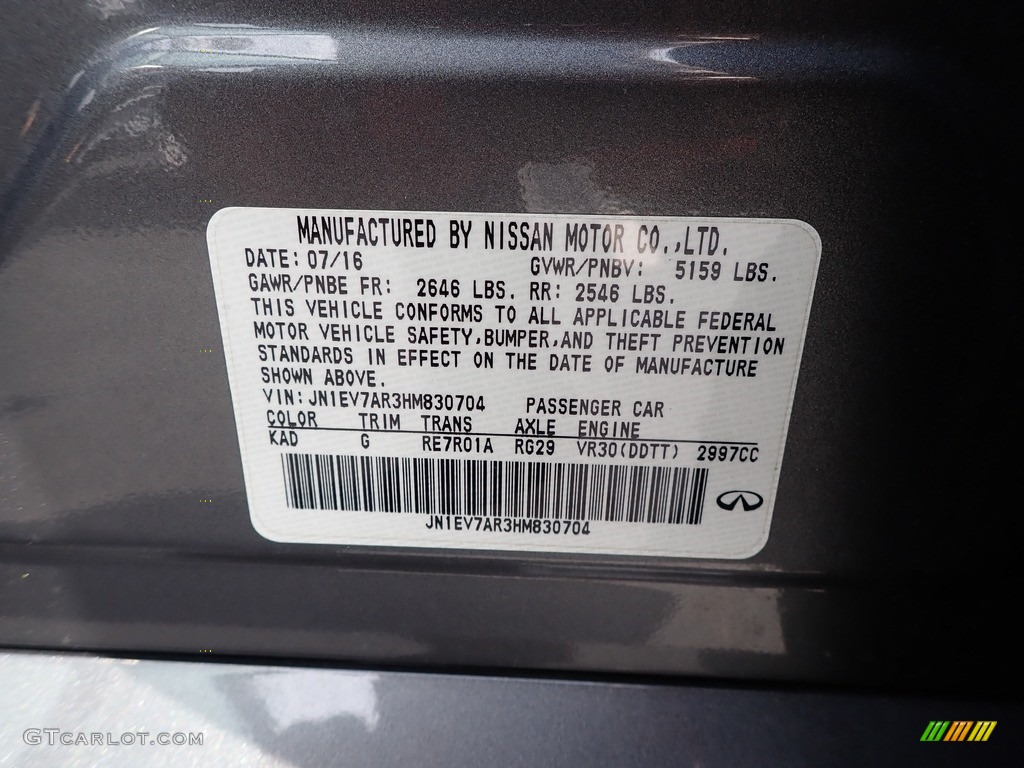 MANUFACTURED BY NISSAN MOTOR CO.,LTD.
DATE: 07/16 GVWR/PNBV: 5159 LBS.
GAWR/PNBE FR: 2646 LBS. RR: 2546 LBS.
THIS VEHICLE CONFORMS TO ALL APPLICABLE FEDERAL
MOTOR VEHICLE SAFETY,BUMPER,AND THEFT PREVENTION
STANDARDS IN EFFECT ON THE DATE OF MANUFACTURE
SHOWN ABOVE.
VIN:JN1EV7AR3HM830704 PASSENGER CAR
COLOR TRIM TRANS AXLE ENGINE
KAD G RE7R01A RG29 VR30(DDTT) 2997CC
JN1EV7AR3HM830704
GTCARLOT.COM